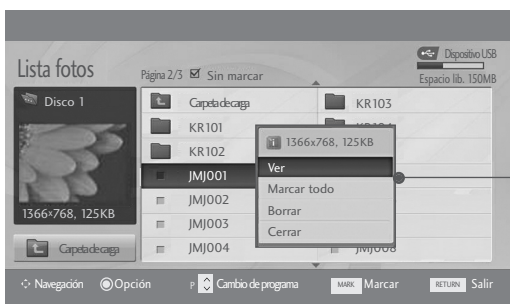 Lista fotos
Página 2/3
Sin marcar
Dispositivo USB
Espacio lib. 150MB
Disco 1
1366x768, 125KB
Carpeta de carga
Carpeta de carga
KR101
KR102
JMJ001
JMJ002
JMJ003
JMJ004
KR103
1366x768, 125KB
Ver
Marcar todo
Borrar
Cerrar
JMJ008
Navegación
Opción
P
Cambio de programa
MARK
Marcar
RETURN
Salir